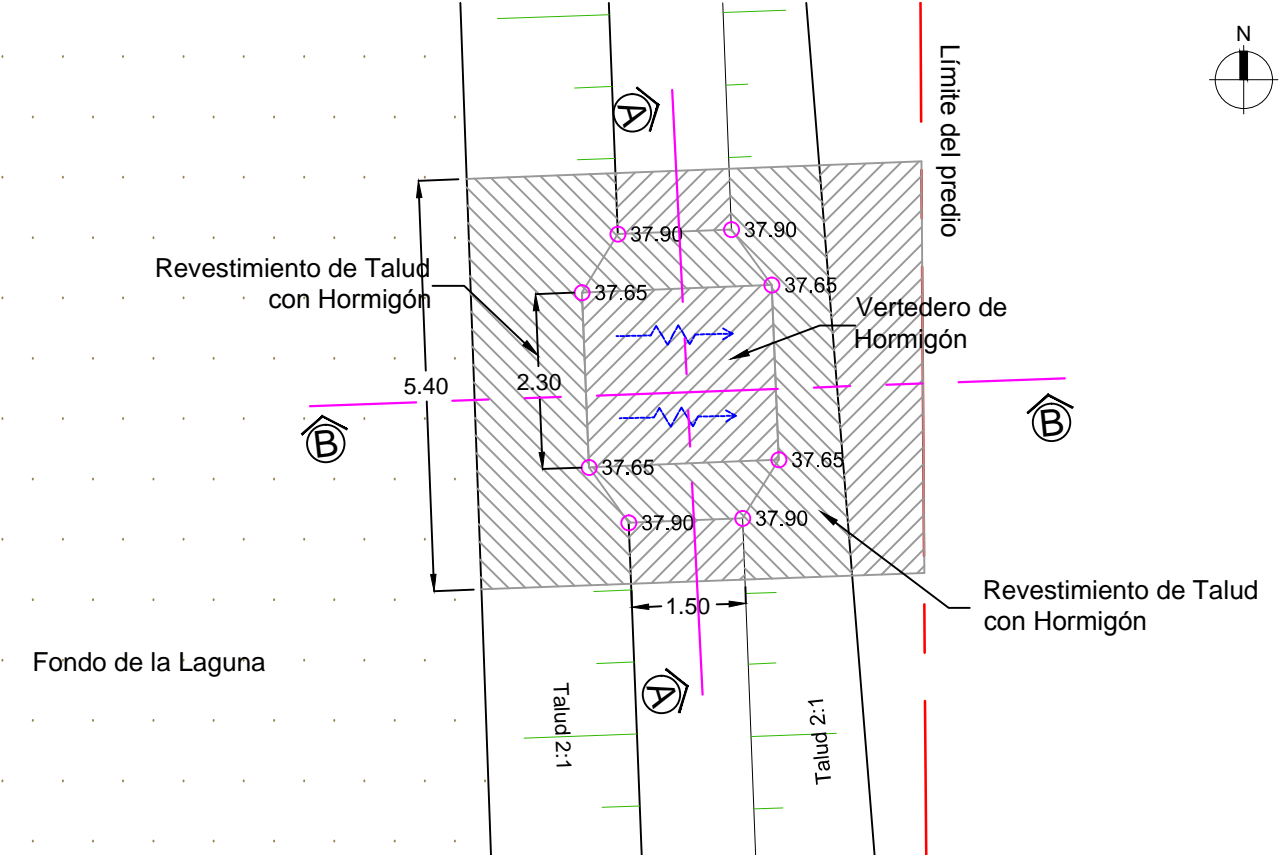 N
Límite del predio
A
37.90
37.90
Revestimiento de Talud
con Hormigón
37.65
37.65
Vertedero de
Hormigón
5.40
2.30
B
B
37.65
37.65
37.90
37.90
1.50
Revestimiento de Talud
con Hormigón
Fondo de la Laguna
A
Talud 2:1
Talud 2:1